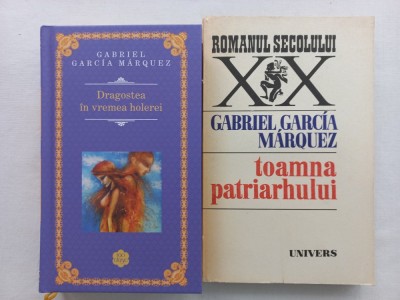 GABRIEL
GARCÍA MÁRQUEZ
Dragostea
în vremea holerei
ROMANUL SECOLULUI
XX
GABRIEL GARCÍA
MÁRQUEZ
toamna
patriarhului
UNIVERS